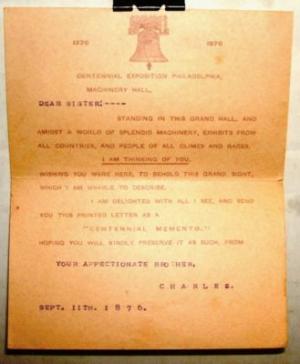 1776 1876
CENTENNIAL EXPOSITION PHILADELPHIA,
MACHINERY HALL,
DEAR SISTER:----
STANDING IN THIS GRAND HALL, AND
AMIDST A WORLD OF SPLENDID MACHINERY, EXHIBITS FROM
ALL COUNTRIES, AND PEOPLE OF ALL CLIMES AND RACES.
I AM THINKING OF YOU,
WISHING YOU WERE HERE, TO BEHOLD THIS GRAND SIGHT,
WHICH I AM UNABLE TO DESCRIBE.
I AM DELIGHTED WITH ALL I SEE, AND SEND
YOU THIS PRINTED LETTER AS A
"CENTENNIAL MEMENTO."
HOPING YOU WILL KINDLY PRESERVE IT AS SUCH, FROM
YOUR AFFECTIONATE BROTHER,
CHARLES.
SEPT. 11TH. 1876.